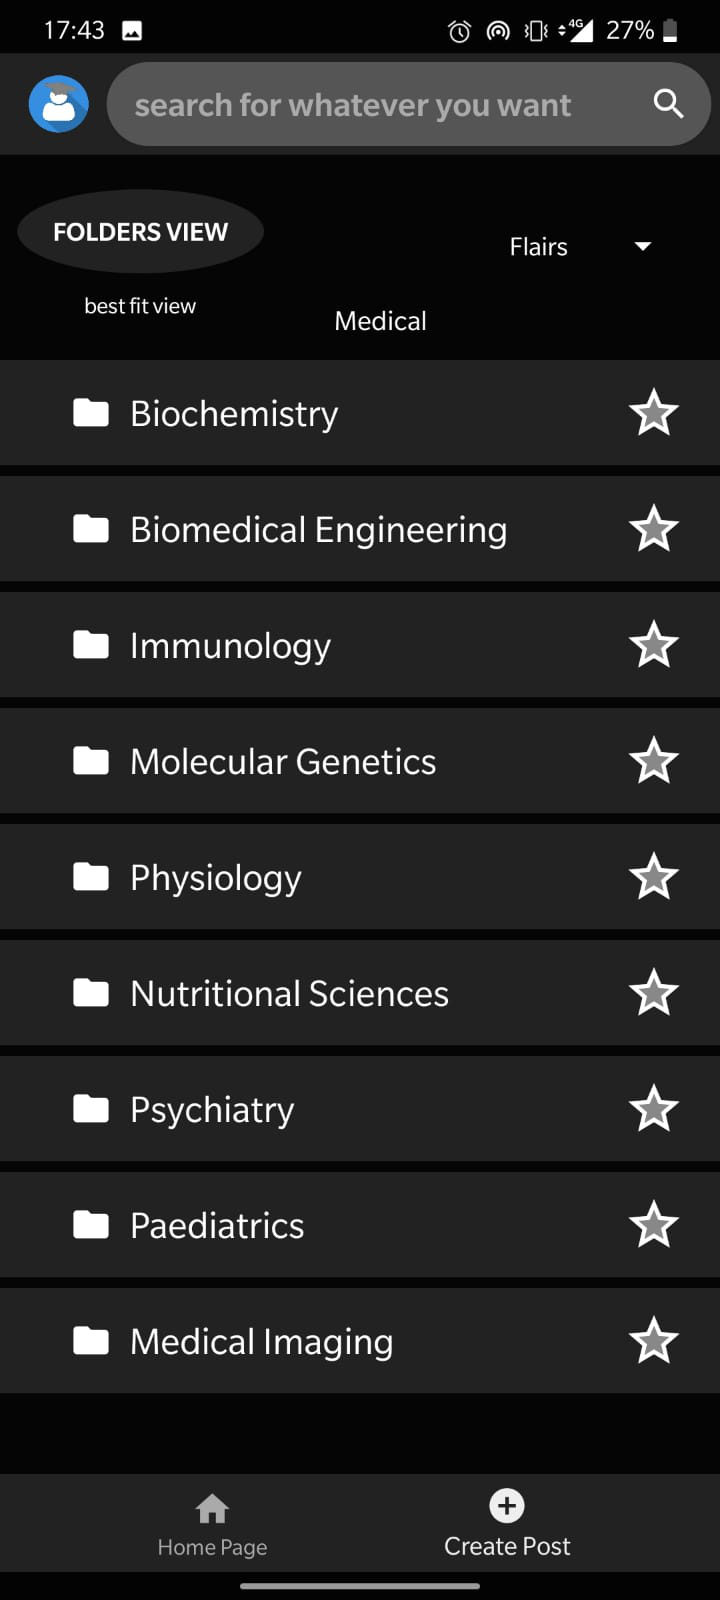 17:43 4G 27%
search for whatever you want
FOLDERS VIEW
Flairs
best fit view
Medical
Biochemistry
Biomedical Engineering
Immunology
Molecular Genetics
Physiology
Nutritional Sciences
Psychiatry
Paediatrics
Medical Imaging
Home Page
Create Post